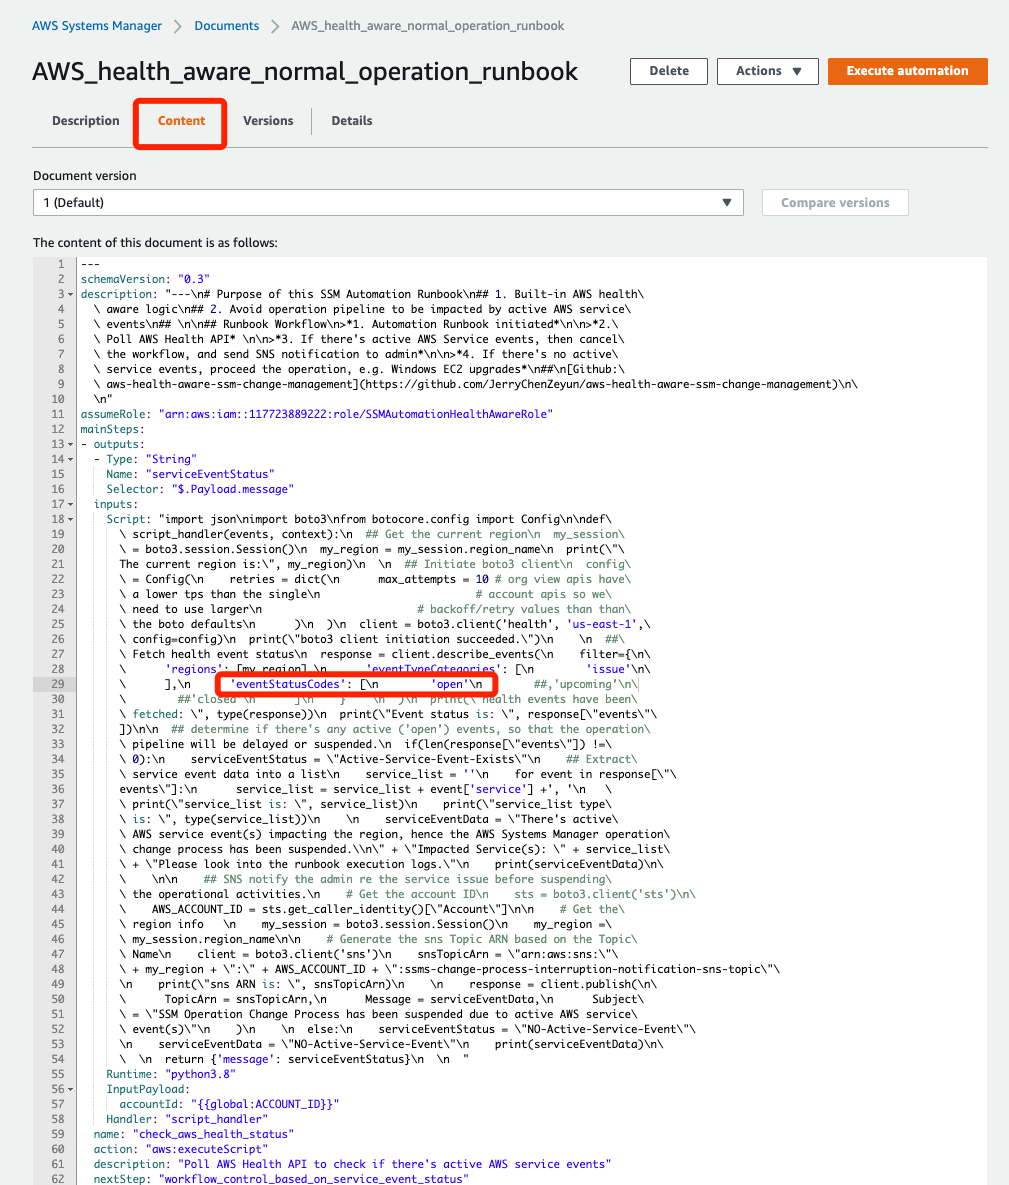 AWS Systems Manager > Documents > AWS_health_aware_normal_operation_runbook
AWS_health_aware_normal_operation_runbook
Delete
Actions ▼
Execute automation
Description
Content
Versions
Details
Document version
1 (Default)
Compare versions
The content of this document is as follows:
1 ---
2 schemaVersion: "0.3"
3 description: "---\n# Purpose of this SSM Automation Runbook\n## 1. Built-in AWS health\
4 \ aware logic\n## 2. Avoid operation pipeline to be impacted by active AWS service\
5 \ events\n## \n\n## Runbook Workflow\n>*1. Automation Runbook initiated*\n\n>*2.\
6 \ Poll AWS Health API* \n\n>*3. If there's active AWS Service events, then cancel\
7 \ the workflow, and send SNS notification to admin*\n\n>*4. If there's no active\
8 \ service events, proceed the operation, e.g. Windows EC2 upgrades*\n##\n[Github:\
9 \ aws-health-aware-ssm-change-management](https://github.com/JerryChenZeyun/aws-health-aware-ssm-change-management)\n\
10 \n"
11 assumeRole: "arn:aws:iam::117723889222:role/SSMAutomationHealthAwareRole"
12 mainSteps:
13 - outputs:
14 - Type: "String"
15 Name: "serviceEventStatus"
16 Selector: "$.Payload.message"
17 inputs:
18 Script: "import json\nimport boto3\nfrom botocore.config import Config\n\ndef\
19 \ script_handler(events, context):\n ## Get the current region\n my_session\
20 \ = boto3.session.Session()\n my_region = my_session.region_name\n print(\"\
21 The current region is:\", my_region)\n \n ## Initiate boto3 client\n config\
22 \ = Config(\n retries = dict(\n max_attempts = 10 # org view apis have\
23 \ a lower tps than the single\n # account apis so we\
24 \ need to use larger\n # backoff/retry values than than\
25 \ the boto defaults\n )\n )\n client = boto3.client('health', 'us-east-1',\
26 \ config=config)\n print(\"boto3 client initiation succeeded.\")\n \n ##\
27 \ Fetch health event status\n response = client.describe_events(\n filter={\n\
28 \ 'regions': [my_region],\n 'eventTypeCategories': [\n 'issue'\n\
29 \ ],\n 'eventStatusCodes': [\n 'open'\n ##,'upcoming'\n\
30 ##'closed'\n ]\n } \n )\n print(\"health events have been\
31 \ fetched: \", type(response))\n print(\"Event status is: \", response[\"events\"\
32 ])\n\n ## determine if there's any active ('open') events, so that the operation\
33 \ pipeline will be delayed or suspended.\n if(len(response[\"events\"]) !=\
34 \ 0):\n serviceEventStatus = \"Active-Service-Event-Exists\"\n ## Extract\
35 \ service event data into a list\n service_list = ''\n for event in response[\"\
36 events\"]:\n service_list = service_list + event['service'] +', '\n \
37 \ print(\"service_list is: \", service_list)\n print(\"service_list type\
38 \ is: \", type(service_list))\n \n serviceEventData = \"There's active\
39 \ AWS service event(s) impacting the region, hence the AWS Systems Manager operation\
40 \ change process has been suspended.\\n\" + \"Impacted Service(s): \" + service_list\
41 \ + \"Please look into the runbook execution logs.\"\n print(serviceEventData)\n\
42 \ \n\n ## SNS notify the admin re the service issue before suspending\
43 \ the operational activities.\n # Get the account ID\n sts = boto3.client('sts')\n\
44 \ AWS_ACCOUNT_ID = sts.get_caller_identity()[\"Account\"]\n\n # Get the\
45 \ region info \n my_session = boto3.session.Session()\n my_region =\
46 \ my_session.region_name\n\n # Generate the sns Topic ARN based on the Topic\
47 \ Name\n client = boto3.client('sns')\n snsTopicArn = \"arn:aws:sns:\"\
48 \ + my_region + \":\" + AWS_ACCOUNT_ID + \":ssms-change-process-interruption-notification-sns-topic\"\
49 \n print(\"sns ARN is: \", snsTopicArn)\n \n response = client.publish(\n\
50 \ TopicArn = snsTopicArn,\n Message = serviceEventData,\n Subject\
51 \ = \"SSM Operation Change Process has been suspended due to active AWS service\
52 \ event(s)\"\n )\n \n else:\n serviceEventStatus = \"NO-Active-Service-Event\"\
53 \n serviceEventData = \"NO-Active-Service-Event\"\n print(serviceEventData)\n\
54 \ \n return {'message': serviceEventStatus}\n \n "
55 Runtime: "python3.8"
56 InputPayload:
57 accountId: "{{global:ACCOUNT_ID}}"
58 Handler: "script_handler"
59 name: "check_aws_health_status"
60 action: "aws:executeScript"
61 description: "Poll AWS Health API to check if there's active AWS service events"
62 nextStep: "workflow_control_based_on_service_event_status"